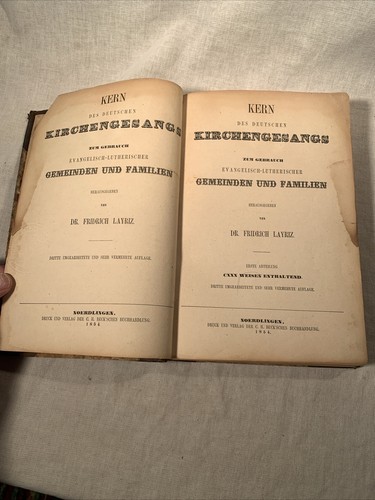 KERN
DES DEUTSCHEN
KIRCHENGESANGS
ZUM GEBRAUCH
EVANGELISCH-LUTHERISCHER
GEMEINDEN UND FAMILIEN
HERAUSGEGEBEN
VON
DR. FRIDRICH LAYRIZ.
DRITTE UMGEARBEITETE UND SEHR VERMEHRTE AUFLAGE.
NOERDLINGEN,
DRUCK UND VERLAG DER C. H. BECK'SCHEN BUCHHANDLUNG.
1854.
KERN
DES DEUTSCHEN
KIRCHENGESANGS
ZUM GEBRAUCH
EVANGELISCH-LUTHERISCHER
GEMEINDEN UND FAMILIEN
HERAUSGEGEBEN
VON
DR. FRIDRICH LAYRIZ.
ERSTE ABTHEILUNG.
CXXX WEISEN ENTHALTEND.
DRITTE UMGEARBEITETE UND SEHR VERMEHRTE AUFLAGE.
NOERDLINGEN,
DRUCK UND VERLAG DER C. H. BECK'SCHEN BUCHHANDLUNG.
1854.